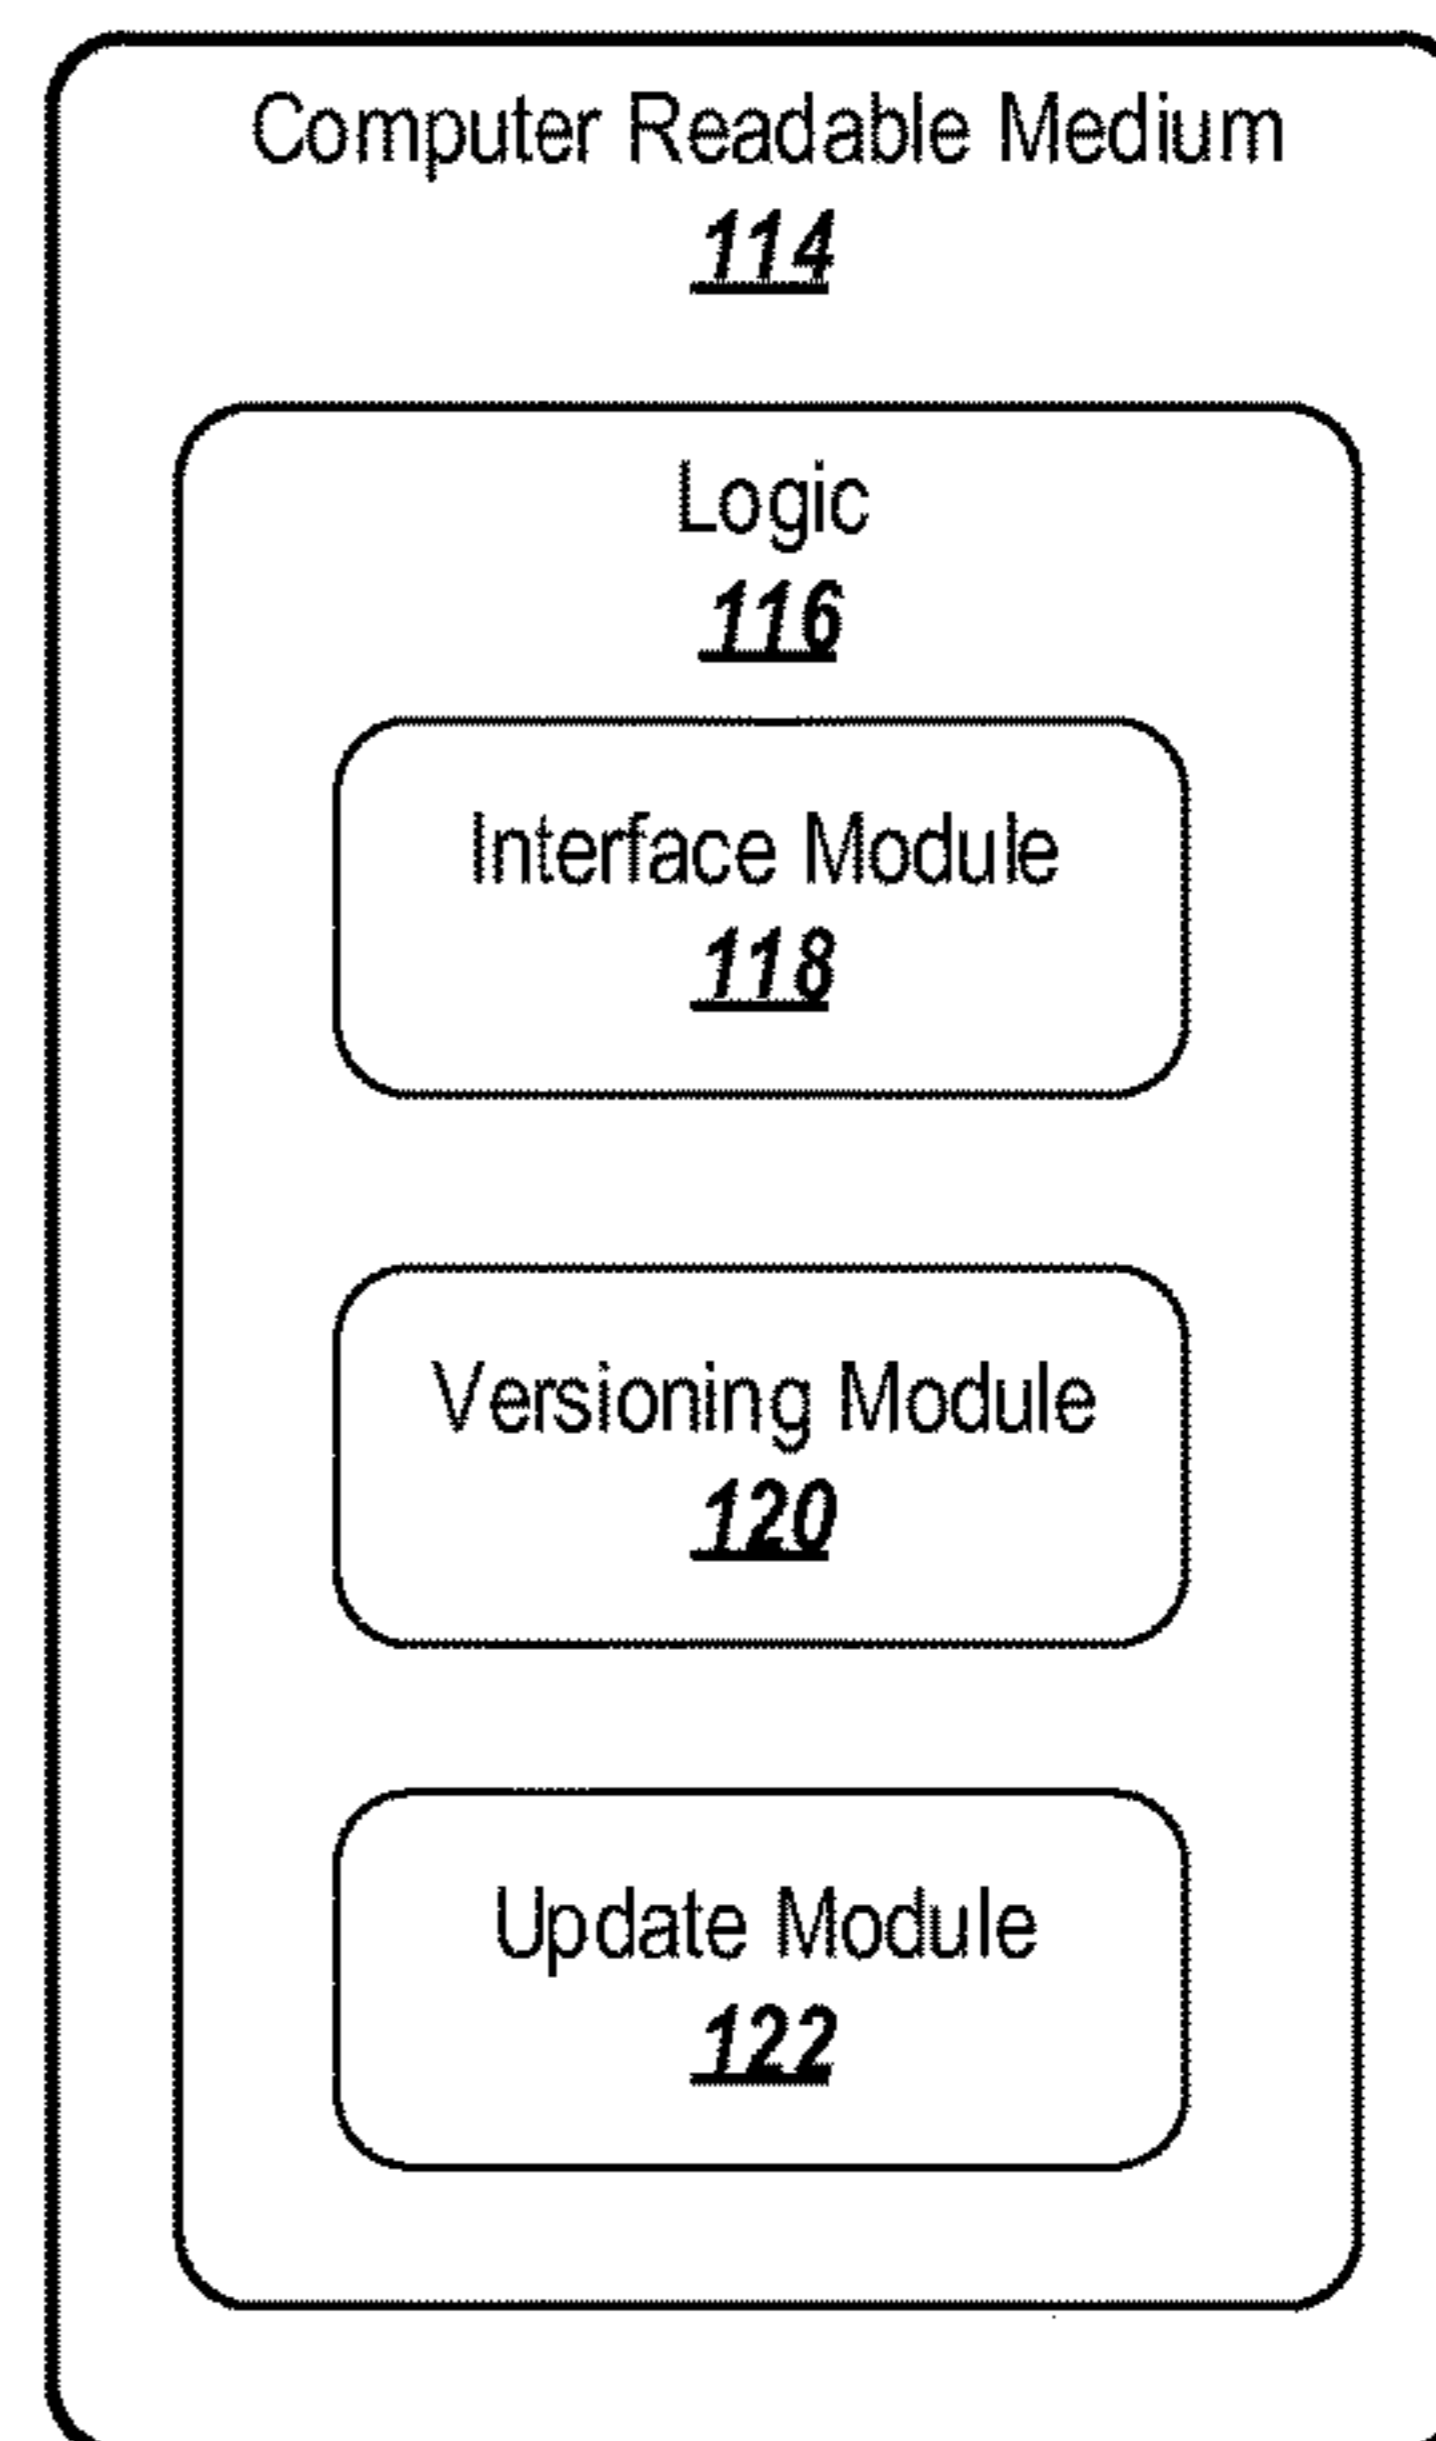 Computer Readable Medium
114
Logic
116
Interface Module
118
Versioning Module
120
Update Module
122